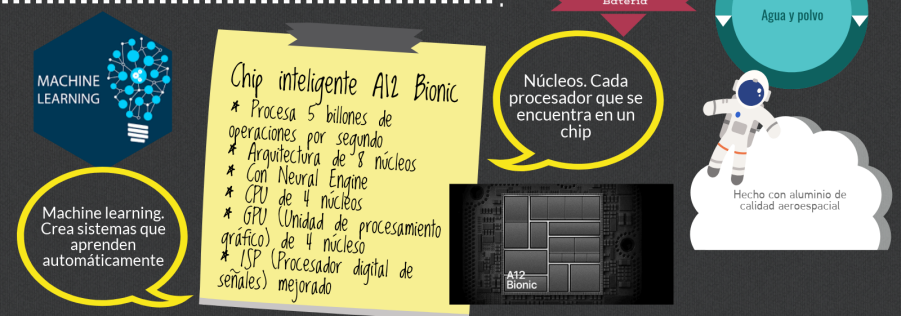 Batería
Agua y polvo
MACHINE
LEARNING
Chip inteligente A12 Bionic
* Procesa 5 billones de
operaciones por segundo
* Arquitectura de 8 núcleos
* Con Neural Engine
* CPU de 4 núcleos
* GPU (Unidad de procesamiento
gráfico) de 4 núcleso
* ISP (Procesador digital de
señales) mejorado
Núcleos. Cada
procesador que se
encuentra en un
chip
Machine learning.
Crea sistemas que
aprenden
automáticamente
A12
Bionic
Hecho con aluminio de
calidad aeroespacial